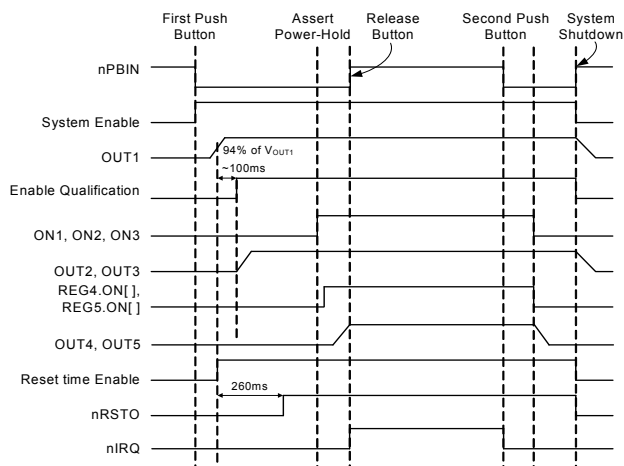 First Push
Button
Assert
Power-Hold
Release
Button
Second Push
Button
System
Shutdown
nPBIN
System Enable
OUT1
94% of VOUT1
~100ms
Enable Qualification
ON1, ON2, ON3
OUT2, OUT3
REG4.ON[ ],
REG5.ON[ ]
OUT4, OUT5
Reset time Enable
260ms
nRSTO
nIRQ